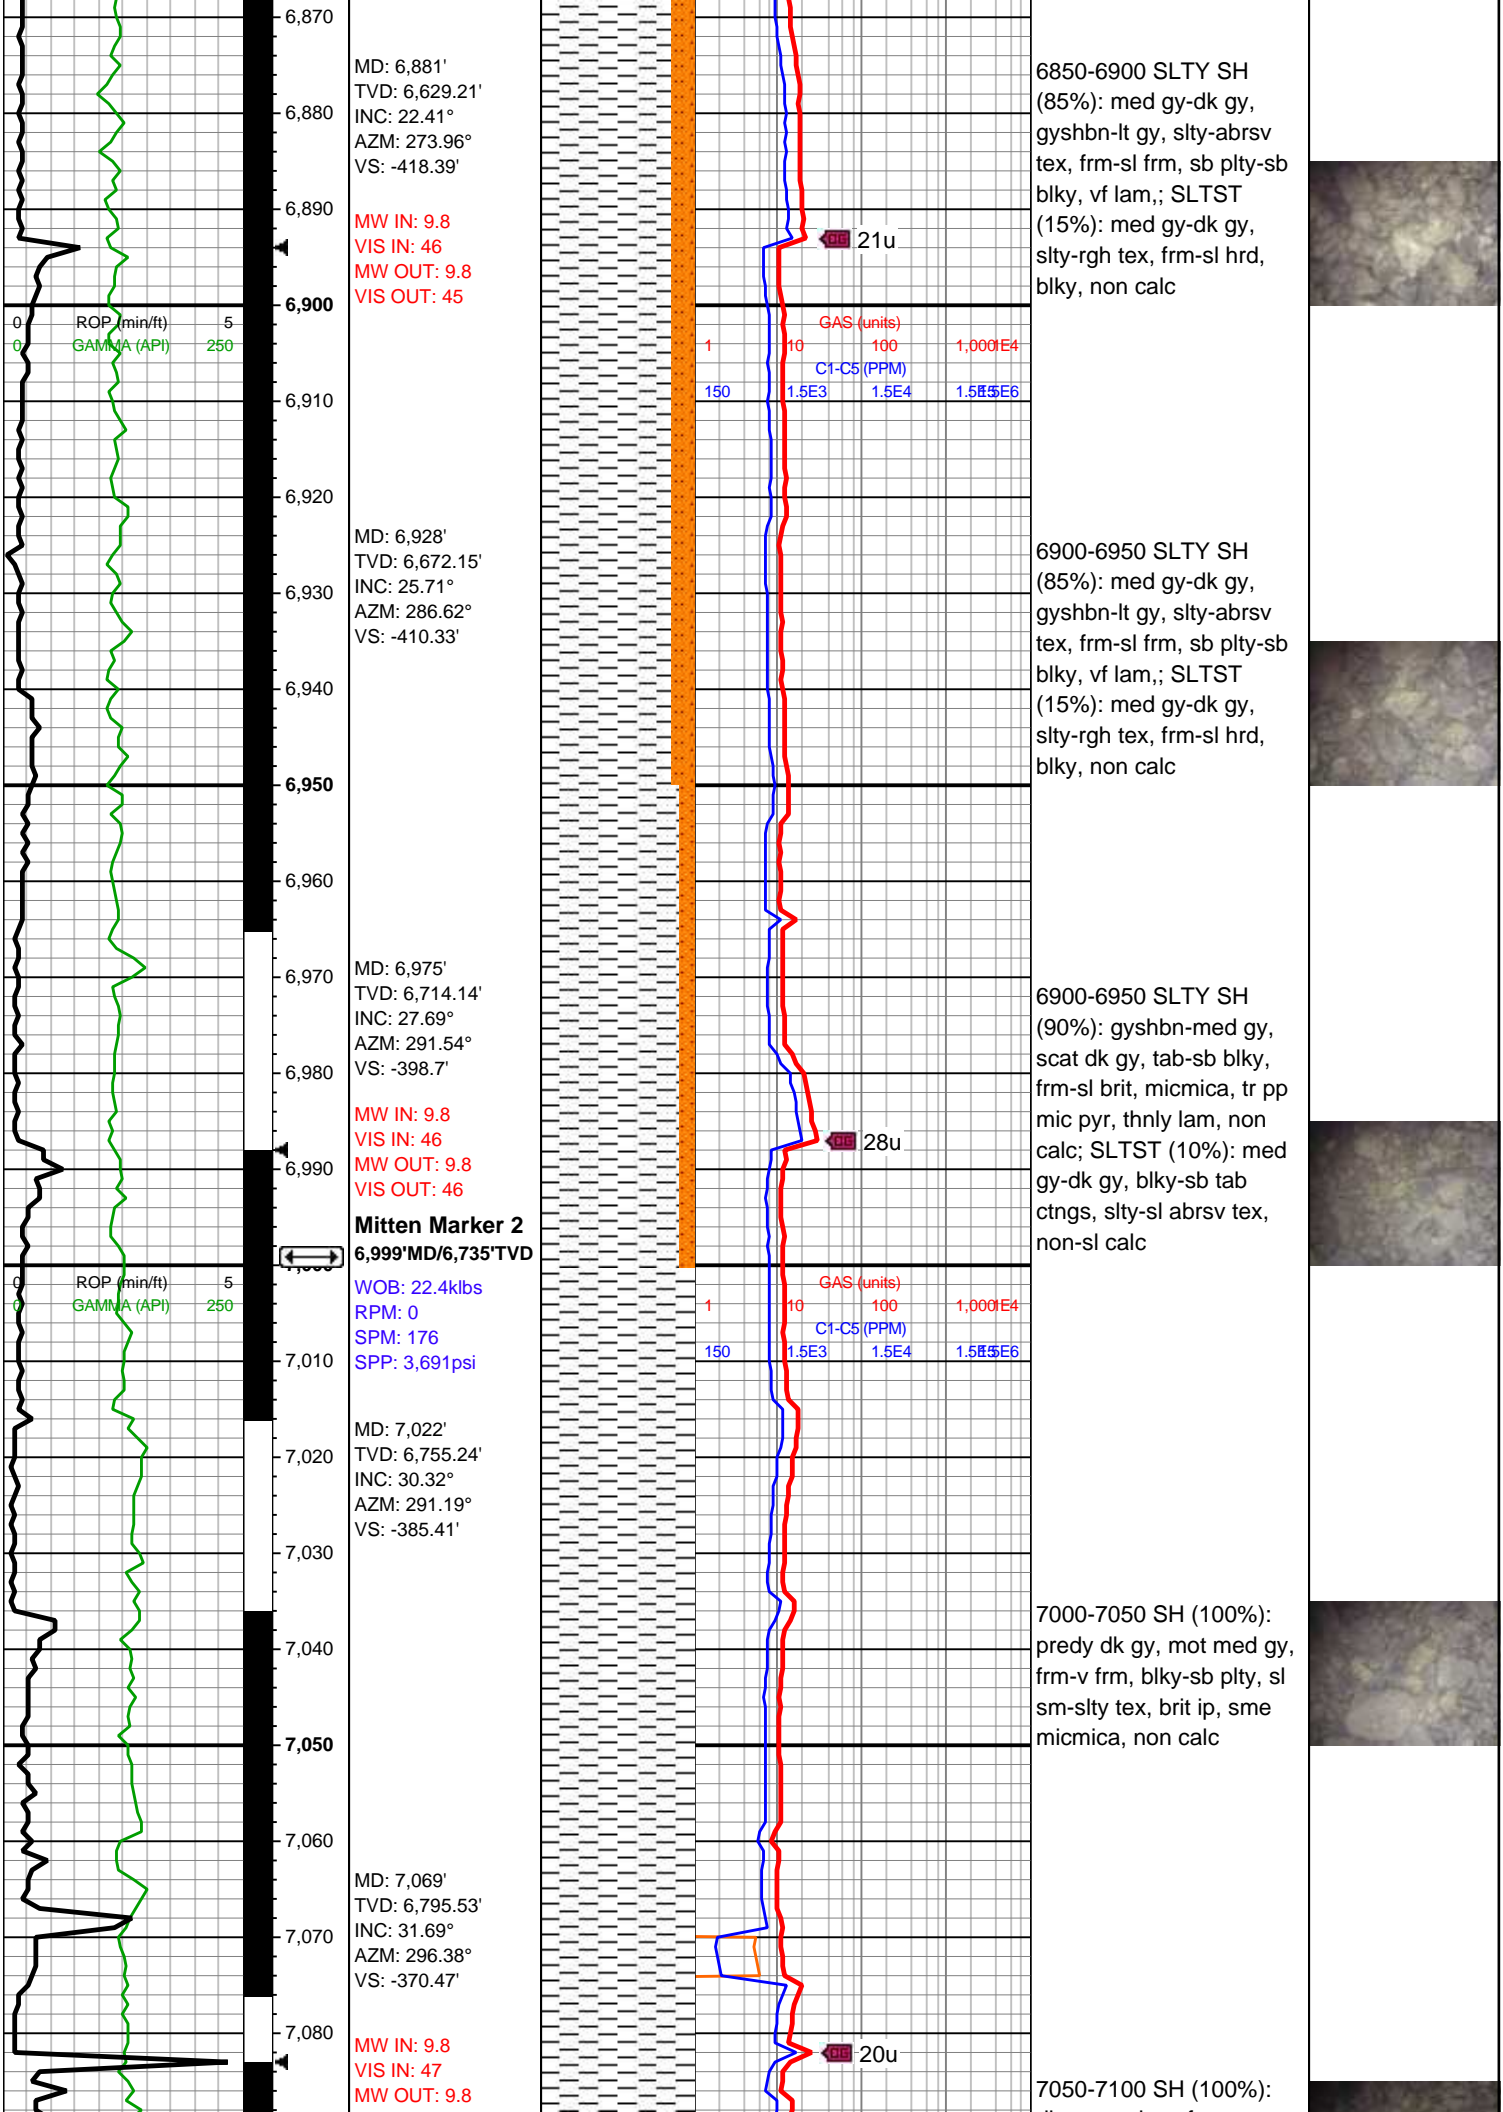 6,870
6,880
6,890
6,900
0 ROP (min/ft) 5
0 GAMMA (API) 250
6,910
6,920
6,930
6,940
6,950
6,960
6,970
6,980
6,990
0 ROP (min/ft) 5
0 GAMMA (API) 250
7,010
7,020
7,030
7,040
7,050
7,060
7,070
7,080
MD: 6,881'
TVD: 6,629.21'
INC: 22.41°
AZM: 273.96°
VS: -418.39'
MW IN: 9.8
VIS IN: 46
MW OUT: 9.8
VIS OUT: 45
MD: 6,928'
TVD: 6,672.15'
INC: 25.71°
AZM: 286.62°
VS: -410.33'
MD: 6,975'
TVD: 6,714.14'
INC: 27.69°
AZM: 291.54°
VS: -398.7'
MW IN: 9.8
VIS IN: 46
MW OUT: 9.8
VIS OUT: 46
Mitten Marker 2
6,999'MD/6,735'TVD
WOB: 22.4klbs
RPM: 0
SPM: 176
SPP: 3,691psi
MD: 7,022'
TVD: 6,755.24'
INC: 30.32°
AZM: 291.19°
VS: -385.41'
MD: 7,069'
TVD: 6,795.53'
INC: 31.69°
AZM: 296.38°
VS: -370.47'
MW IN: 9.8
VIS IN: 47
MW OUT: 9.8
CG 21u
GAS (units)
1 10 100 1,000 1E4
C1-C5 (PPM)
150 1.5E3 1.5E4 1.5E5 1.5E6
CG 28u
GAS (units)
1 10 100 1,000 1E4
C1-C5 (PPM)
150 1.5E3 1.5E4 1.5E5 1.5E6
CG 20u
6850-6900 SLTY SH
(85%): med gy-dk gy,
gyshbn-lt gy, slty-abrsv
tex, frm-sl frm, sb plty-sb
blky, vf lam,; SLTST
(15%): med gy-dk gy,
slty-rgh tex, frm-sl hrd,
blky, non calc
6900-6950 SLTY SH
(85%): med gy-dk gy,
gyshbn-lt gy, slty-abrsv
tex, frm-sl frm, sb plty-sb
blky, vf lam,; SLTST
(15%): med gy-dk gy,
slty-rgh tex, frm-sl hrd,
blky, non calc
6900-6950 SLTY SH
(90%): gyshbn-med gy,
scat dk gy, tab-sb blky,
frm-sl brit, micmica, tr pp
mic pyr, thnly lam, non
calc; SLTST (10%): med
gy-dk gy, blky-sb tab
ctngs, slty-sl abrsv tex,
non-sl calc
7000-7050 SH (100%):
predy dk gy, mot med gy,
frm-v frm, blky-sb plty, sl
sm-slty tex, brit ip, sme
micmica, non calc
7050-7100 SH (100%):